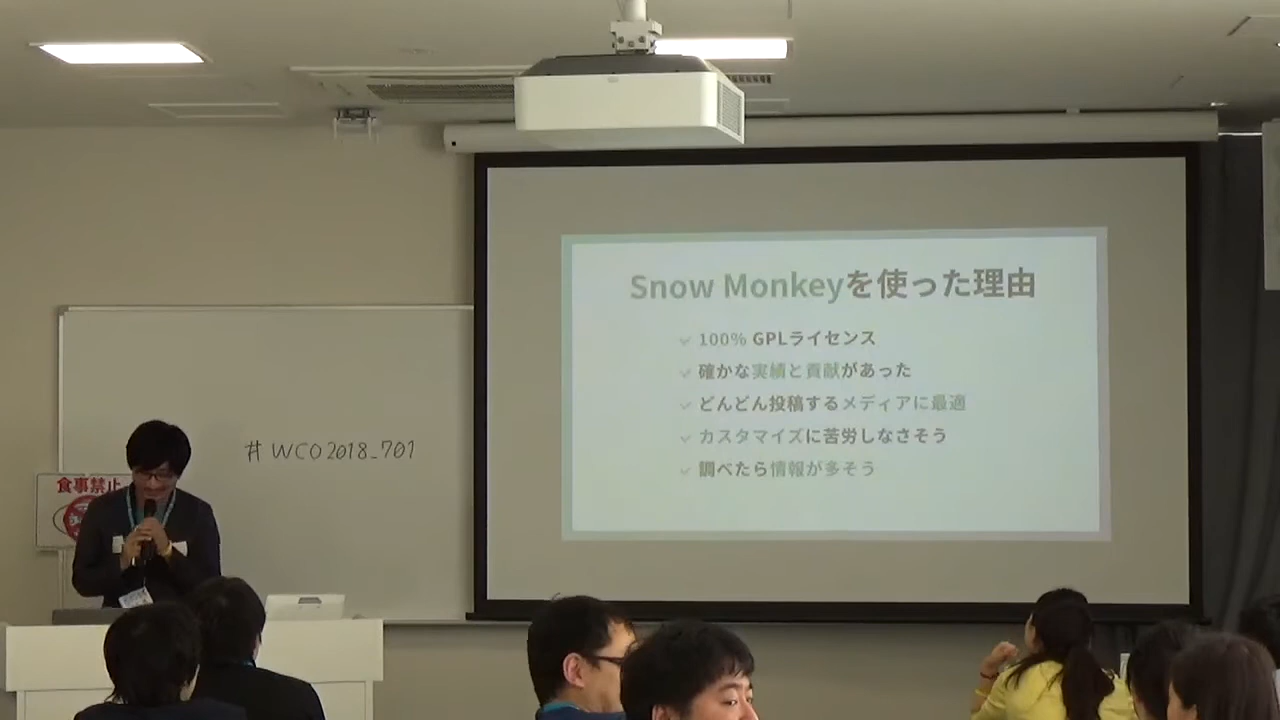 Snow Monkeyを使った理由
100% GPLライセンス
確かな実績と貢献があった
どんどん投稿するメディアに最適
カスタマイズに苦労しなさそう
調べたら情報が多そう
# WCO2018_701
食事禁止